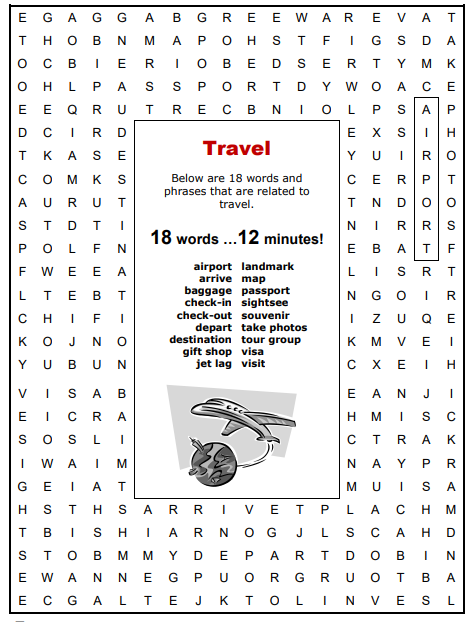 E G A G G A B G R E E W A R E V A T
T H O B N M A P O H S T F I G S D A
O C B I E R I O B E D S E R T Y M K
O H L P A S S P O R T D Y W O A C E
E E Q R U T R E C B N I O L P S A P
D C I R D E X S I H
T K A S E Y U I R O
C O M K S C E R P T
A U R U T T N D O O
S T D T I N I R R S
P O L F N E B A T F
F W E E A L I S R T
L T E B T N G O I R
C H I F I I Z U Q E
K O J N O K M V E I
Y U B U N C X E I H
V I S A B E A N J I
E I C R A H M I S C
S O S L I C T R A K
I W A I M N A Y P R
G E I A T M U I S A
H S T H S A R R I V E T P L A C H M
T B I S H I A R N O G J L S C A H D
S T O B M M Y D E P A R T D O B I N
E W A N N E G P U O R G R U O T B A
E C G A L T E J K T O L I N V E S L
Travel
Below are 18 words and
phrases that are related to
travel.
18 words ...12 minutes!
airport landmark
arrive map
baggage passport
check-in sightsee
check-out souvenir
depart take photos
destination tour group
gift shop visa
jet lag visit